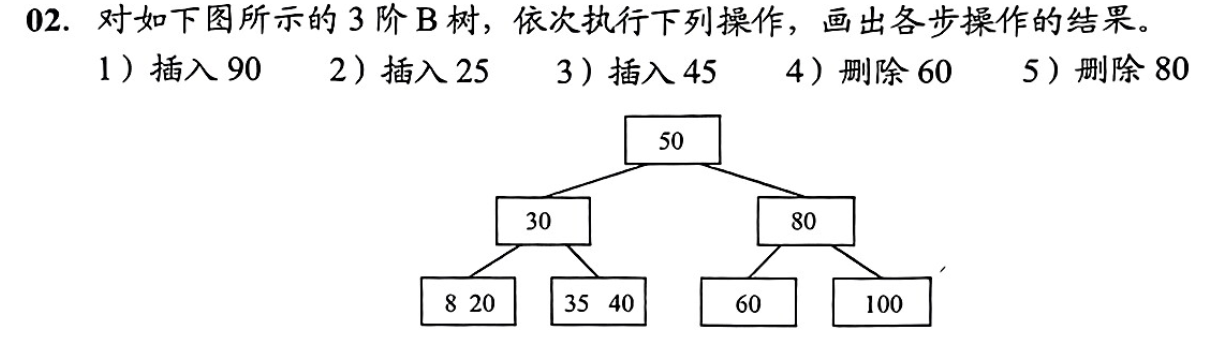 02. 对如下图所示的 3 阶 B 树，依次执行下列操作，画出各步操作的结果。
1）插入 90 2）插入 25 3）插入 45 4）删除 60 5）删除 80
50
30 80
8 20 35 40 60 100